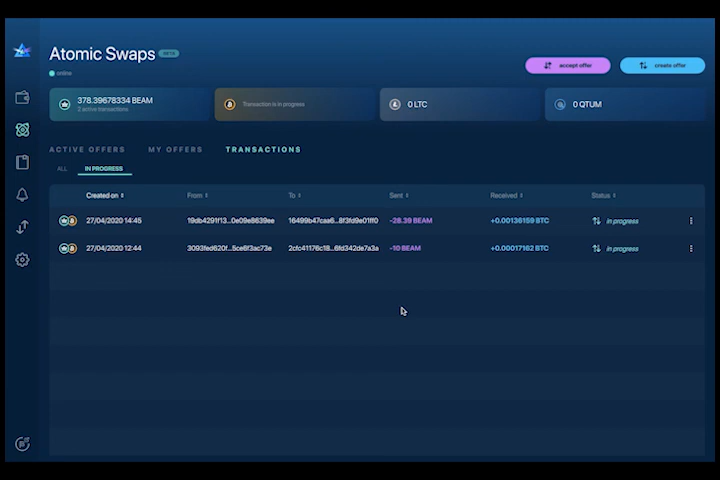 Atomic Swaps BETA
online
accept offer create offer
378.39678334 BEAM
2 active transactions
Transaction is in progress
0 LTC
0 QTUM
ACTIVE OFFERS MY OFFERS TRANSACTIONS
ALL IN PROGRESS
Created on From To Sent Received Status
27/04/2020 14:45 19db4291f13...0e09e8639ee 16499b47caa6...8f3fd9e01ff0 -28.39 BEAM +0.00136159 BTC in progress
27/04/2020 12:44 3093fed620f...5ce6f3ac73e 2cfc41176c18...6fd342de7a3a -10 BEAM +0.00017162 BTC in progress